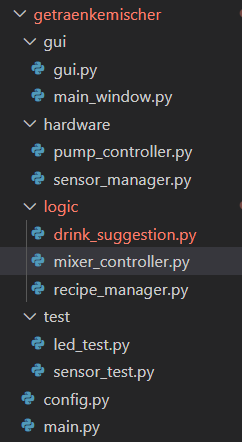 getraenkemischer
gui
gui.py
main_window.py
hardware
pump_controller.py
sensor_manager.py
logic
drink_suggestion.py
mixer_controller.py
recipe_manager.py
test
led_test.py
sensor_test.py
config.py
main.py